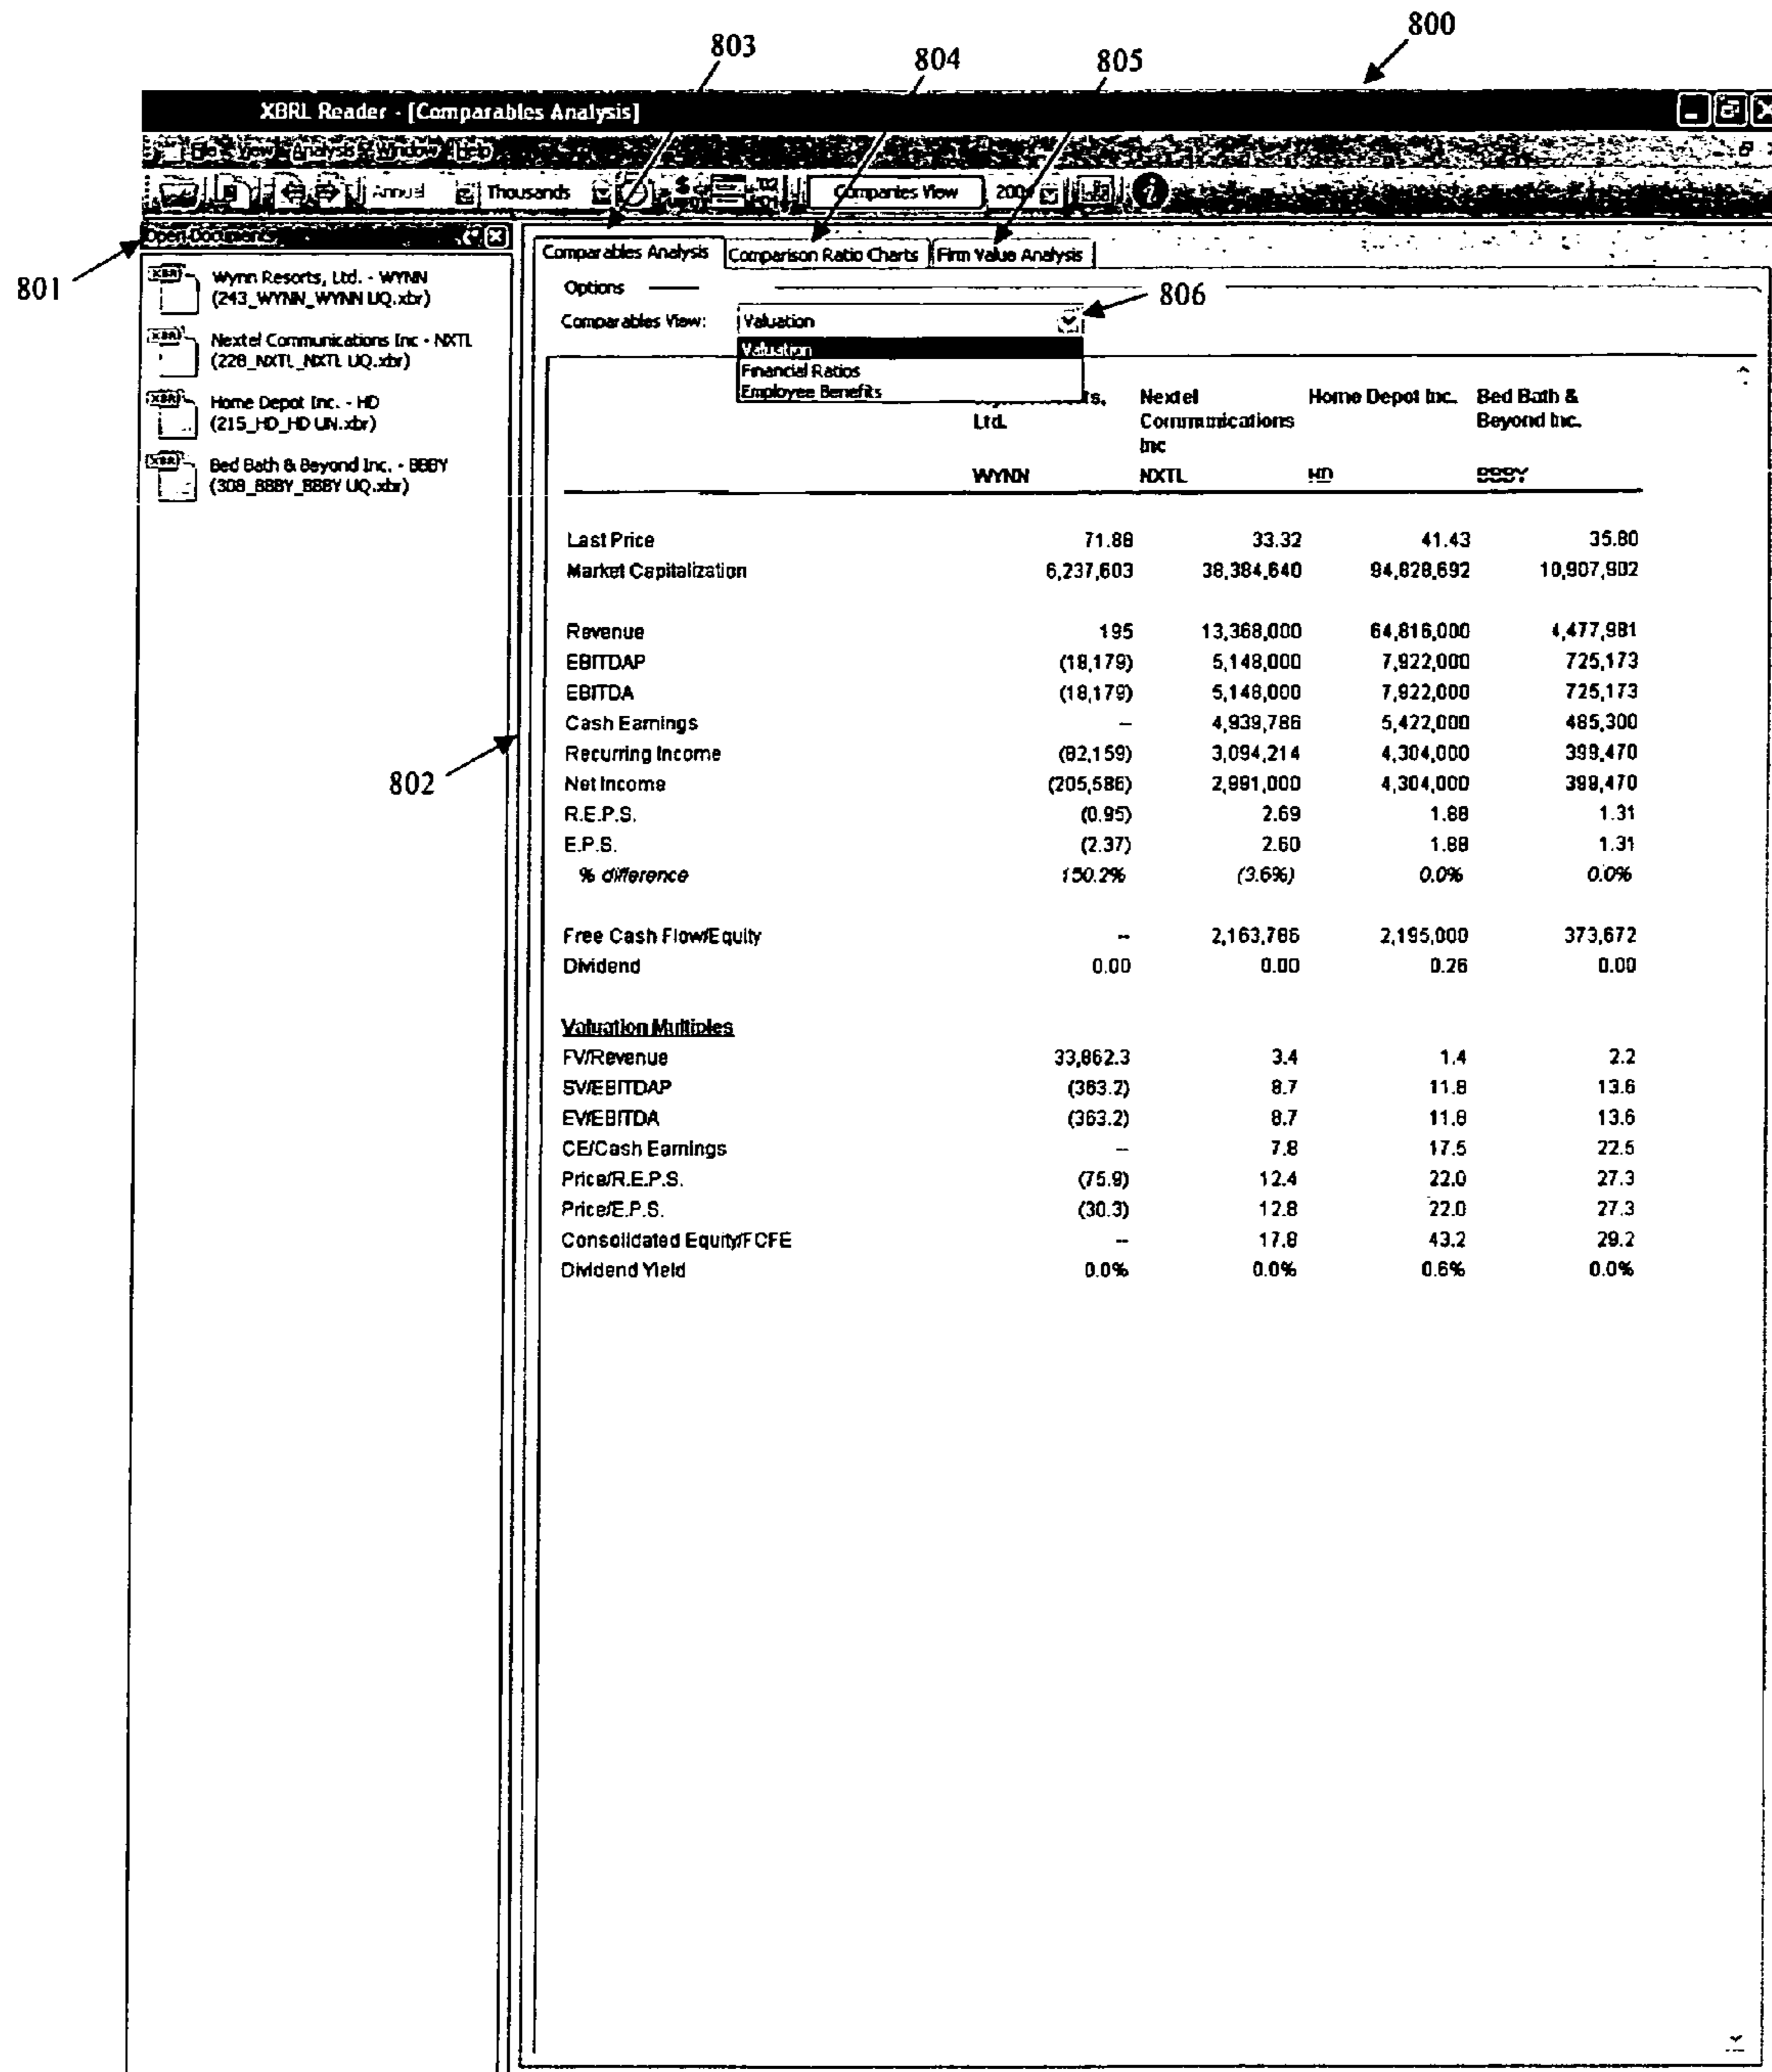 800
803
804
805
XBRL Reader - [Comparables Analysis]
File View Analysis Window Help
Annual Thousands Companies View
801
Open Documents
Wynn Resorts, Ltd. - WYNN
(243_WYNN_WYNN UQ.xbr)
Nextel Communications Inc - NXTL
(228_NXTL_NXTL UQ.xbr)
Home Depot Inc. - HD
(215_HD_HD UN.xbr)
Bed Bath & Beyond Inc. - BBBY
(308_BBBY_BBBY UQ.xbr)
802
Comparables Analysis Comparison Ratio Charts Firm Value Analysis
Options
806
Comparables View: Valuation
Valuation
Financial Ratios
Employee Benefits
Ltd. Nextel Communications Inc Home Depot Inc. Bed Bath & Beyond Inc.
WYNN NXTL HD BBBY
Last Price 71.88 33.32 41.43 35.80
Market Capitalization 6,237,603 38,384,640 94,828,692 10,907,902
Revenue 195 13,368,000 64,816,000 4,477,981
EBITDAP (18,179) 5,148,000 7,922,000 725,173
EBITDA (18,179) 5,148,000 7,922,000 725,173
Cash Earnings -- 4,939,786 5,422,000 485,300
Recurring Income (82,159) 3,094,214 4,304,000 399,470
Net Income (205,586) 2,991,000 4,304,000 399,470
R.E.P.S. (0.95) 2.69 1.88 1.31
E.P.S. (2.37) 2.60 1.88 1.31
% difference 150.2% (3.6%) 0.0% 0.0%
Free Cash Flow/Equity -- 2,163,786 2,195,000 373,672
Dividend 0.00 0.00 0.26 0.00
Valuation Multiples
FV/Revenue 33,862.3 3.4 1.4 2.2
SV/EBITDAP (363.2) 8.7 11.8 13.6
EV/EBITDA (363.2) 8.7 11.8 13.6
CE/Cash Earnings -- 7.8 17.5 22.5
Price/R.E.P.S. (75.9) 12.4 22.0 27.3
Price/E.P.S. (30.3) 12.8 22.0 27.3
Consolidated Equity/FCFE -- 17.8 43.2 29.2
Dividend Yield 0.0% 0.0% 0.6% 0.0%